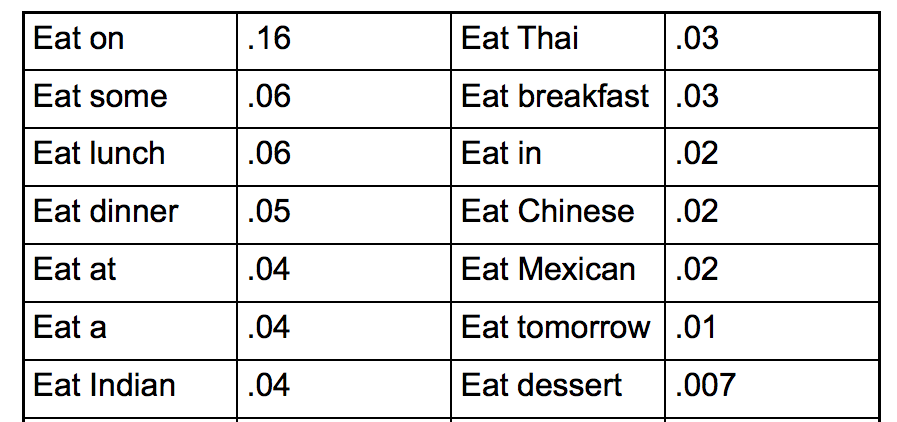 Eat on .16 Eat Thai .03
Eat some .06 Eat breakfast .03
Eat lunch .06 Eat in .02
Eat dinner .05 Eat Chinese .02
Eat at .04 Eat Mexican .02
Eat a .04 Eat tomorrow .01
Eat Indian .04 Eat dessert .007